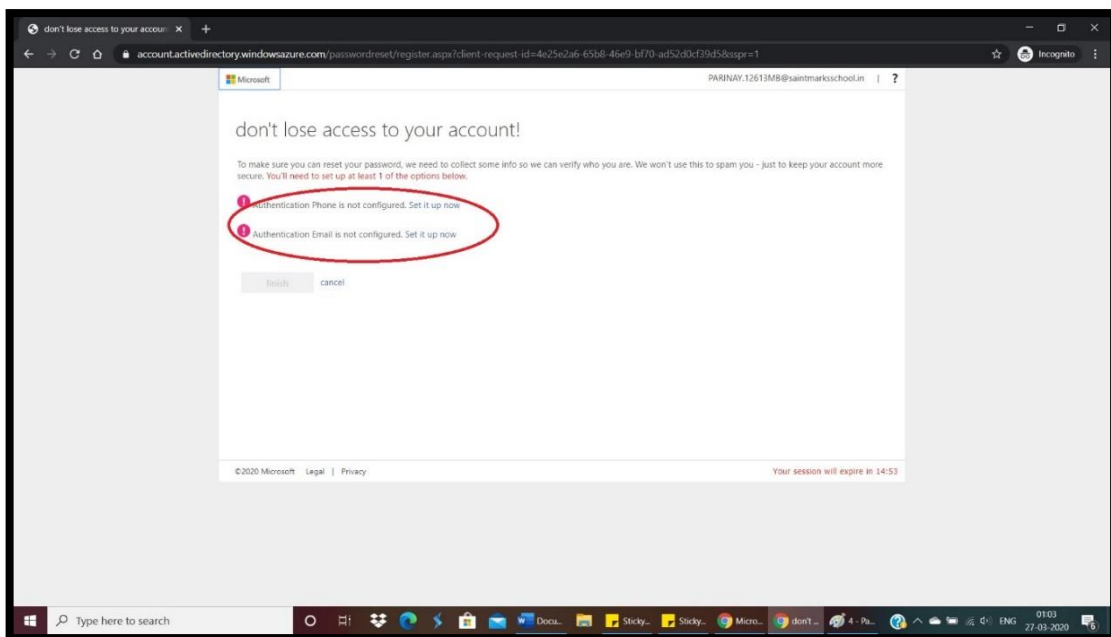 don't lose access to your accoun
account.activedirectory.windowsazure.com/passwordreset/register.aspx?client-request-id=4e25e2a6-65b8-46e9-bf70-ad52d0cf39d5&sspr=1
Incognito
Microsoft
PARINAY.12613MB@saintmarksschool.in | ?
don't lose access to your account!
To make sure you can reset your password, we need to collect some info so we can verify who you are. We won't use this to spam you - just to keep your account more
secure. You'll need to set up at least 1 of the options below.
! Authentication Phone is not configured. Set it up now
! Authentication Email is not configured. Set it up now
finish cancel
©2020 Microsoft Legal | Privacy
Your session will expire in 14:53
Type here to search
Docu...
Sticky...
Sticky...
Micro...
don't ...
4 - Pa...
ENG
01:03
27-03-2020
6